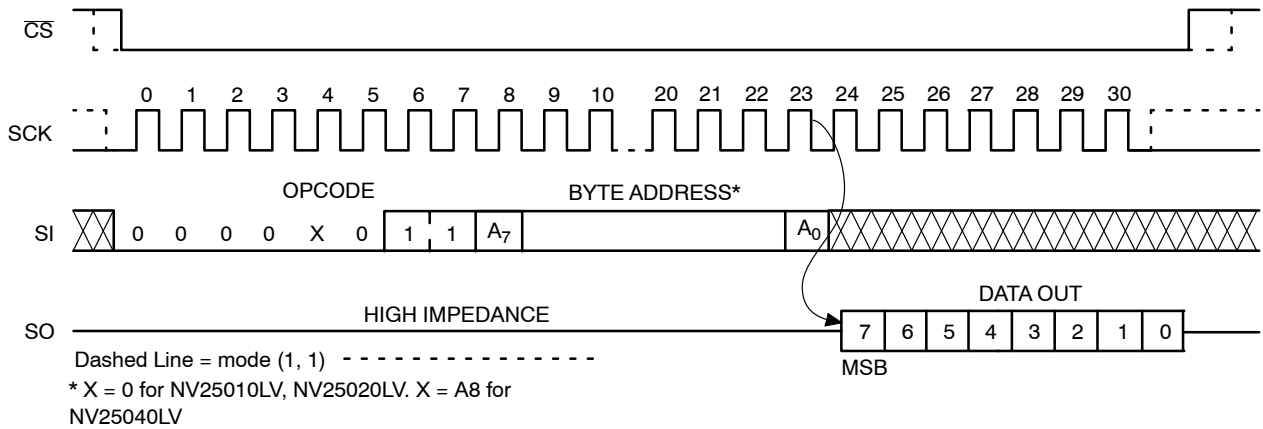 CS
0 1 2 3 4 5 6 7 8 9 10 20 21 22 23 24 25 26 27 28 29 30
SCK
OPCODE BYTE ADDRESS*
SI 0 0 0 0 X 0 1 1 A7 A0
DATA OUT
HIGH IMPEDANCE
SO 7 6 5 4 3 2 1 0
Dashed Line = mode (1, 1)
MSB
* X = 0 for NV25010LV, NV25020LV. X = A8 for
NV25040LV